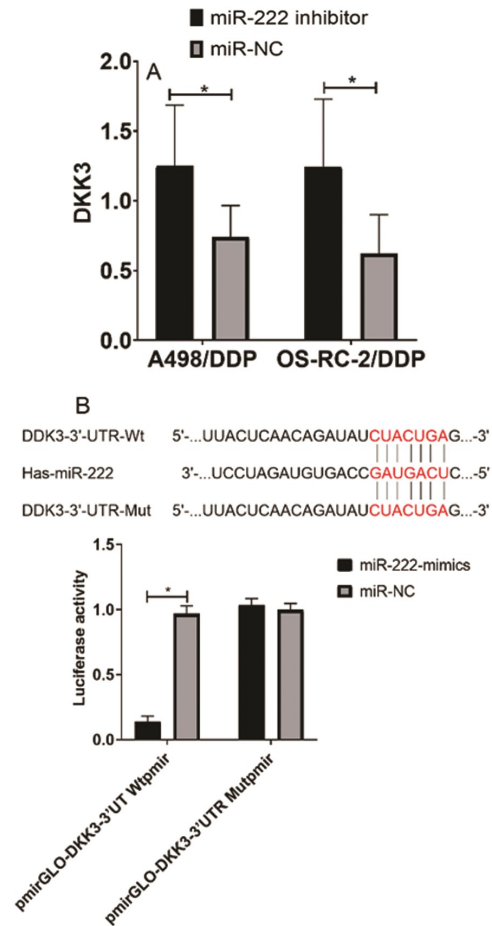 miR-222 inhibitor
miR-NC
A
2.0
1.5
1.0
0.5
0.0
DKK3
*
*
A498/DDP
OS-RC-2/DDP
B
DDK3-3'-UTR-Wt 5'-...UUACUCAACAGAUAUCUACUGAG...-3'
Has-miR-222 3'-...UCCUAGAUGUGACCGAUGACUC...-5'
DDK3-3'-UTR-Mut 5'-...UUACUCAACAGAUAUCUACUGAG...-3'
1.5
1.0
0.5
0.0
Luciferase activity
*
miR-222-mimics
miR-NC
pmirGLO-DKK3-3'UT Wtpmir
pmirGLO-DKK3-3'UTR Mutpmir